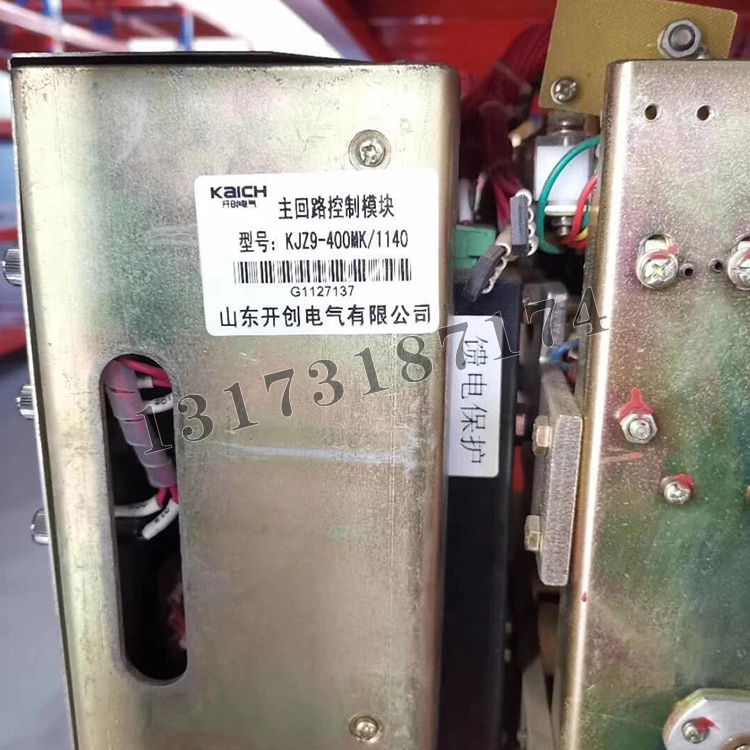 KAICH
开创电气
主回路控制模块
型号：KJZ9-400MK/1140
G1127137
山东开创电气有限公司
馈电保护
13173187174